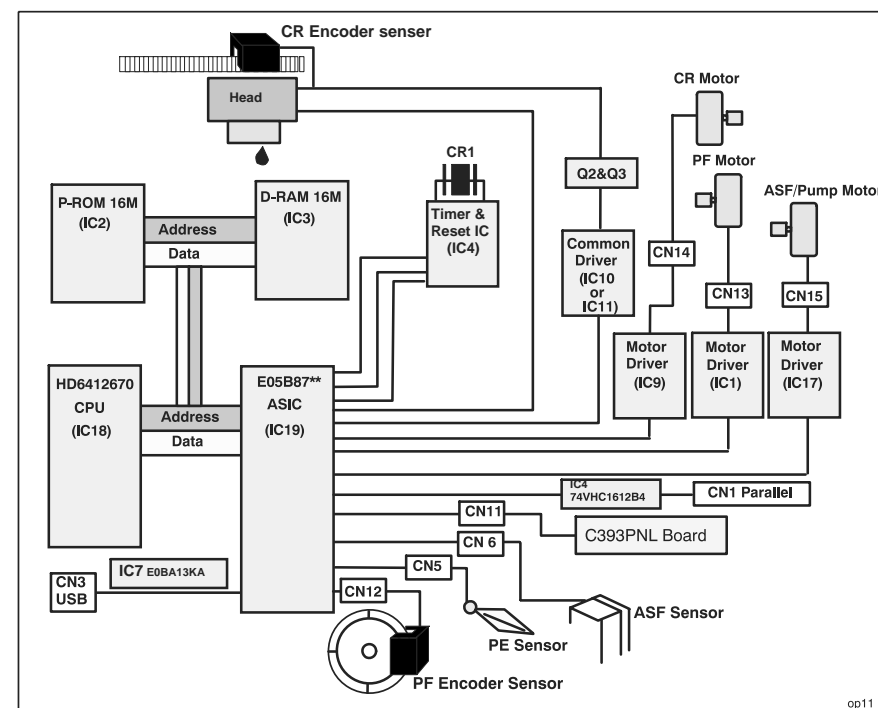 CR Encoder senser
CR Motor
Head
PF Motor
CR1
Q2&Q3
ASF/Pump Motor
P-ROM 16M
(IC2)
D-RAM 16M
(IC3)
Timer &
Reset IC
(IC4)
Address
Data
Common
Driver
(IC10
or
IC11)
CN14
CN13
CN15
Motor
Driver
(IC9)
Motor
Driver
(IC1)
Motor
Driver
(IC17)
HD6412670
CPU
(IC18)
E05B87**
ASIC
(IC19)
Address
Data
IC4
74VHC1612B4
CN1 Parallel
CN11
C393PNL Board
CN 6
CN5
IC7 E0BA13KA
CN3
USB
CN12
ASF Sensor
PE Sensor
PF Encoder Sensor
op11